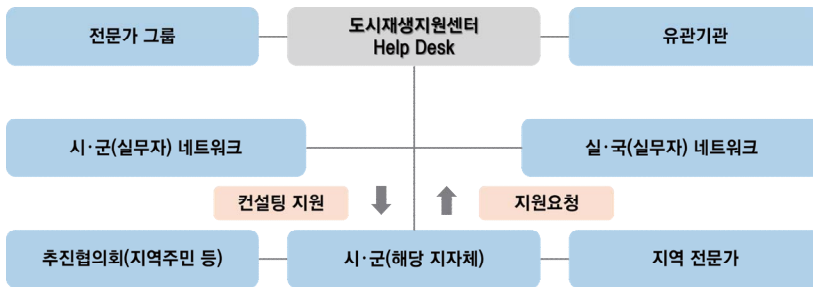 전문가 그룹
도시재생지원센터
Help Desk
유관기관
시·군(실무자) 네트워크
실·국(실무자) 네트워크
컨설팅 지원
지원요청
추진협의회(지역주민 등)
시·군(해당 지자체)
지역 전문가